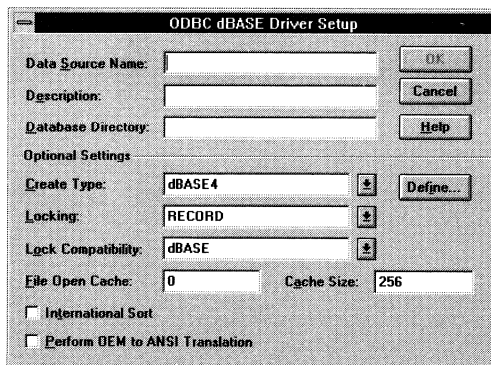 ODBC dBASE Driver Setup
Data Source Name:
OK
Description:
Cancel
Database Directory:
Help
Optional Settings
Create Type: dBASE4
Define...
Locking: RECORD
Lock Compatibility: dBASE
File Open Cache: 0 Cache Size: 256
International Sort
Perform OEM to ANSI Translation